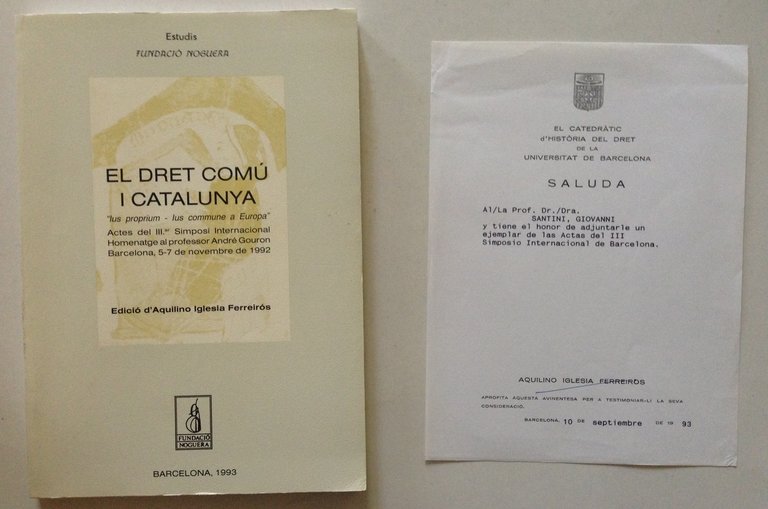 Estudis
FUNDACIÓ NOGUERA
EL DRET COMÚ
I CATALUNYA
"Ius proprium - Ius commune a Europa"
Actes del III.er Simposi Internacional
Homenatge al professor André Gouron
Barcelona, 5-7 de novembre de 1992
Edició d'Aquilino Iglesia Ferreirós
FUNDACIÓ
NOGUERA
BARCELONA, 1993
EL CATEDRÀTIC
d'HISTÒRIA DEL DRET
DE LA
UNIVERSITAT DE BARCELONA
SALUDA
Al/La Prof. Dr./Dra.
SANTINI, GIOVANNI
y tiene el honor de adjuntarle un
ejemplar de las Actas del III
Simposio Internacional de Barcelona.
AQUILINO IGLESIA FERREIRÓS
APROFITA AQUESTA AVINENTESA PER A TESTIMONIAR-LI LA SEVA
CONSIDERACIÓ.
BARCELONA, 10 DE septiembre DE 19 93